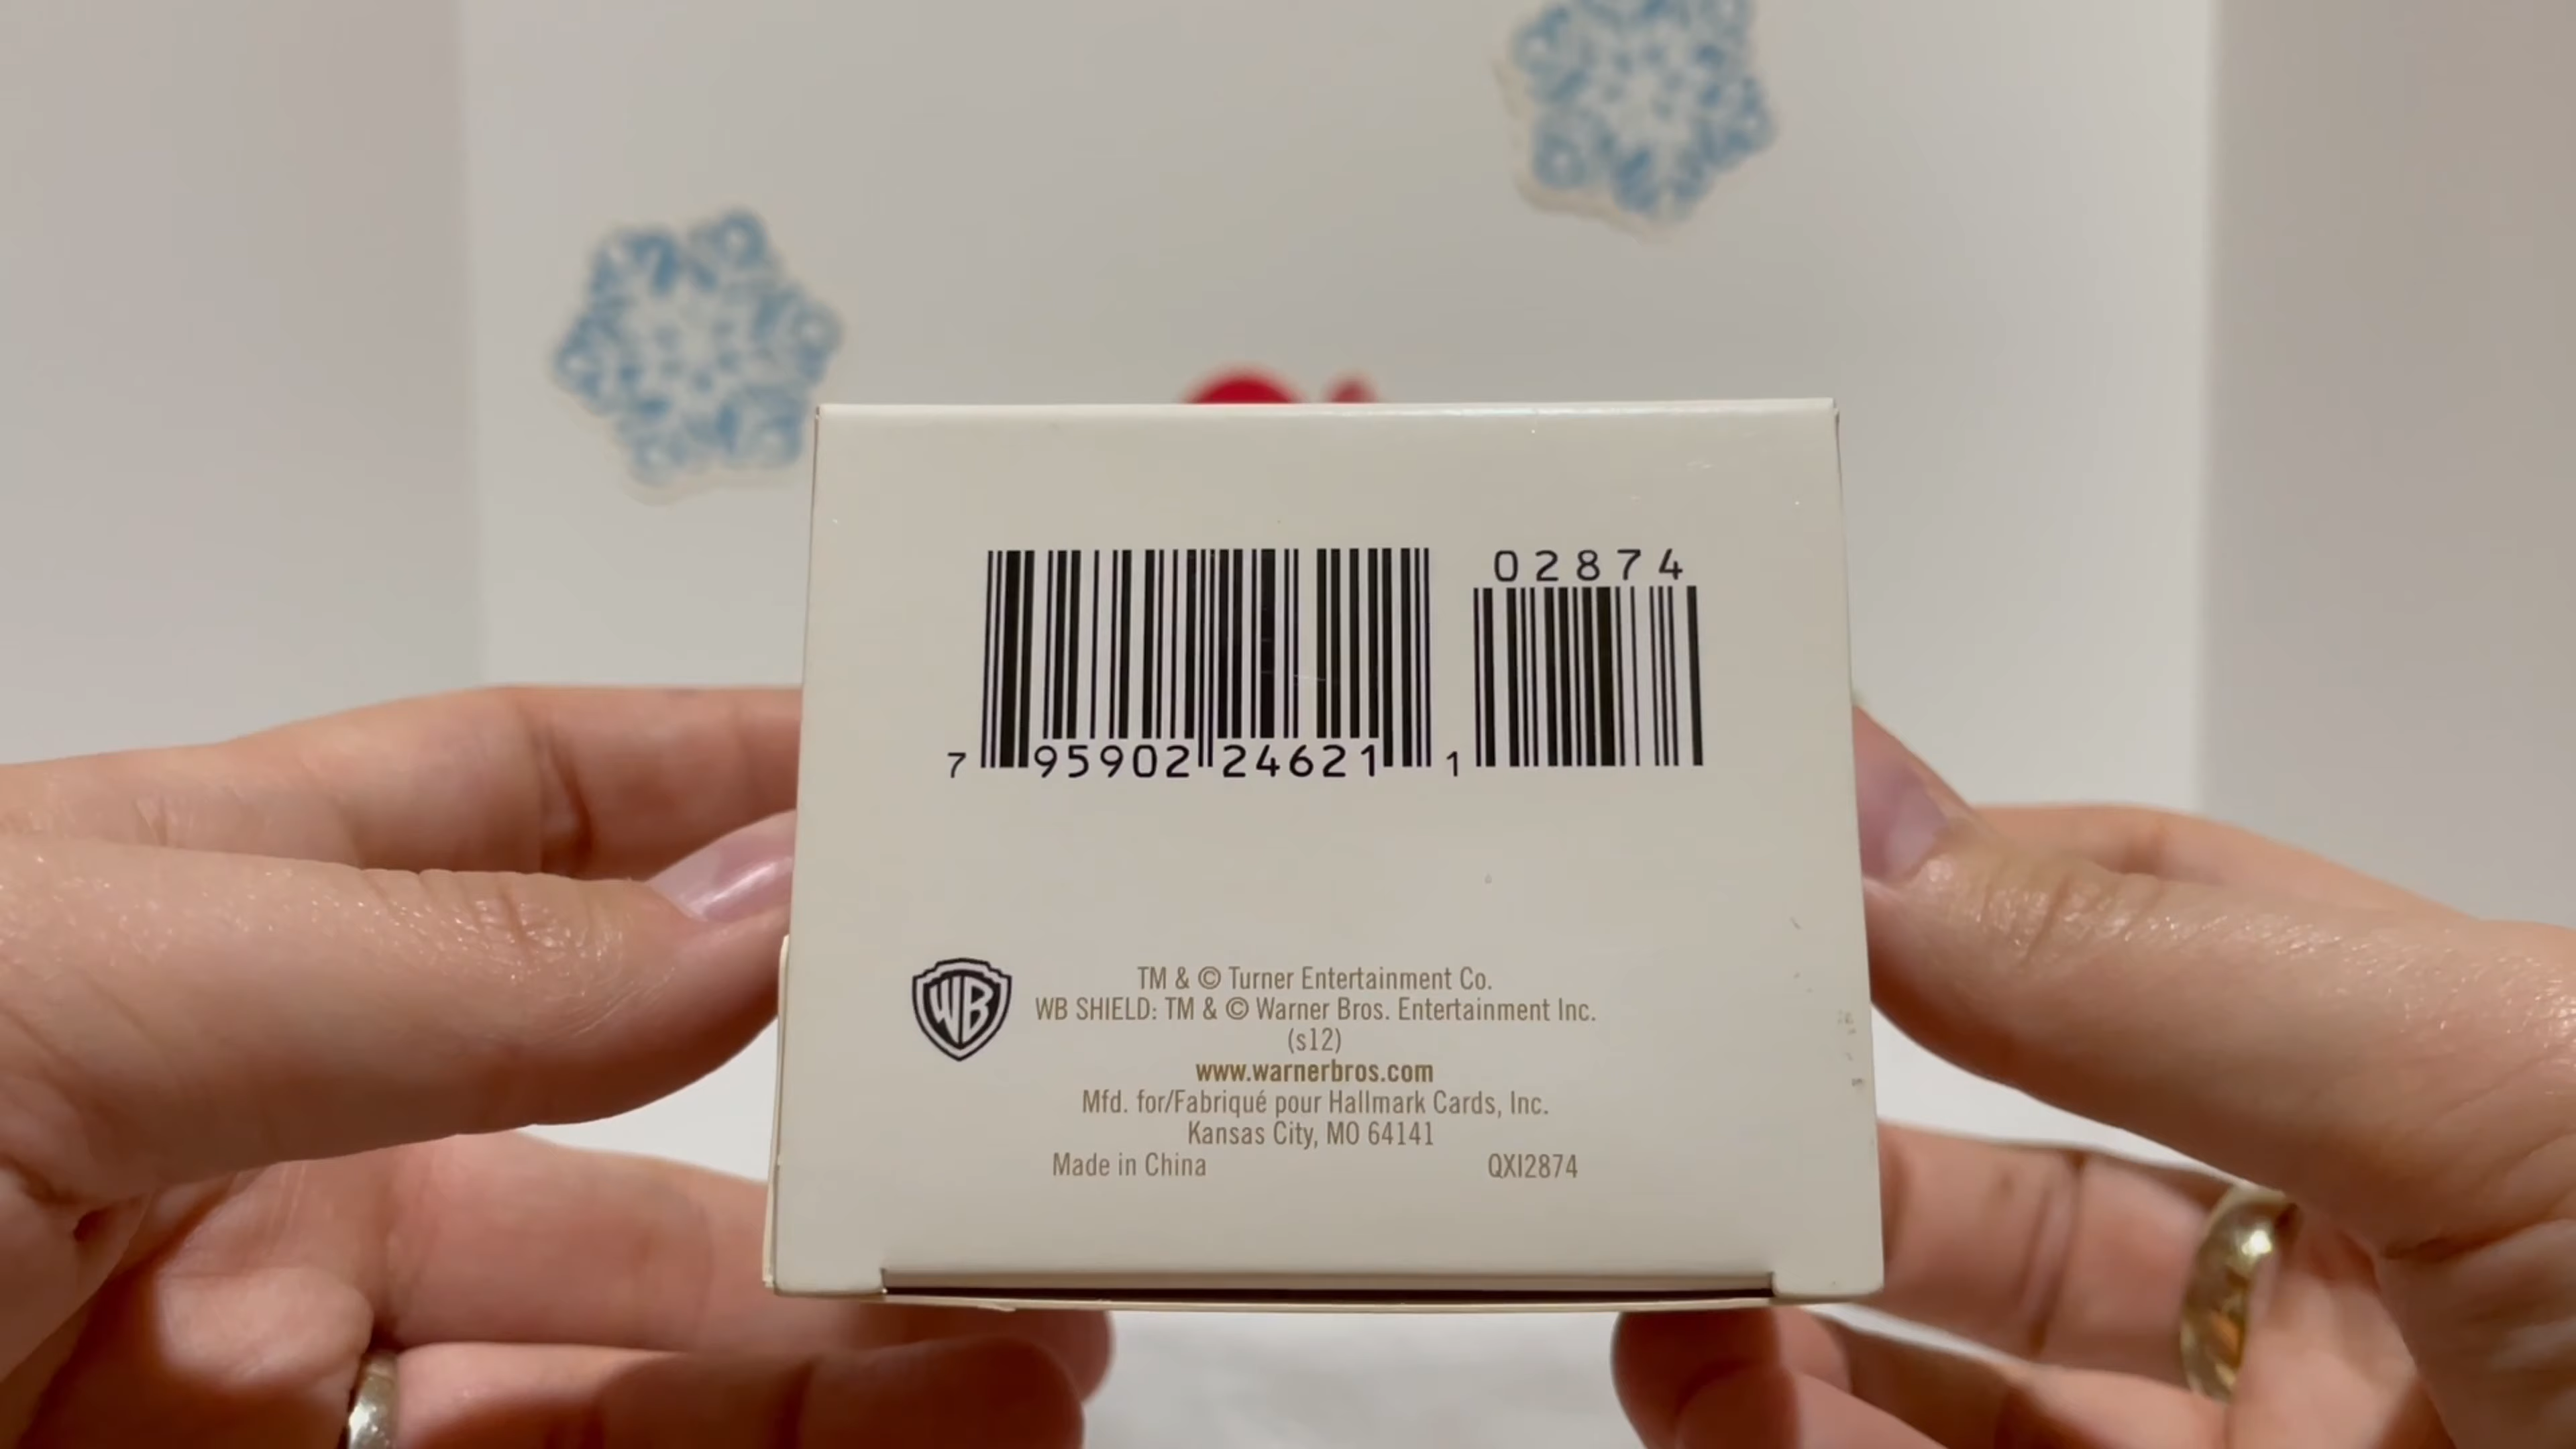 02874
7 95902 24621 1
WB
TM & © Turner Entertainment Co.
WB SHIELD: TM & © Warner Bros. Entertainment Inc.
(s12)
www.warnerbros.com
Mfd. for/Fabriqué pour Hallmark Cards, Inc.
Kansas City, MO 64141
Made in China QXI2874